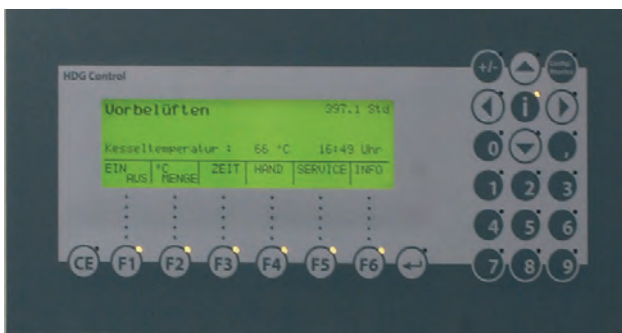 HDG Control
Vorbelüften 397.1 Std
Kesseltemperatur : 66 °C 16:49 Uhr
EIN °C ZEIT HAND SERVICE INFO
AUS MENGE
CE F1 F2 F3 F4 F5 F6
+/-
i
0 ,
1 2 3
4 5 6
7 8 9